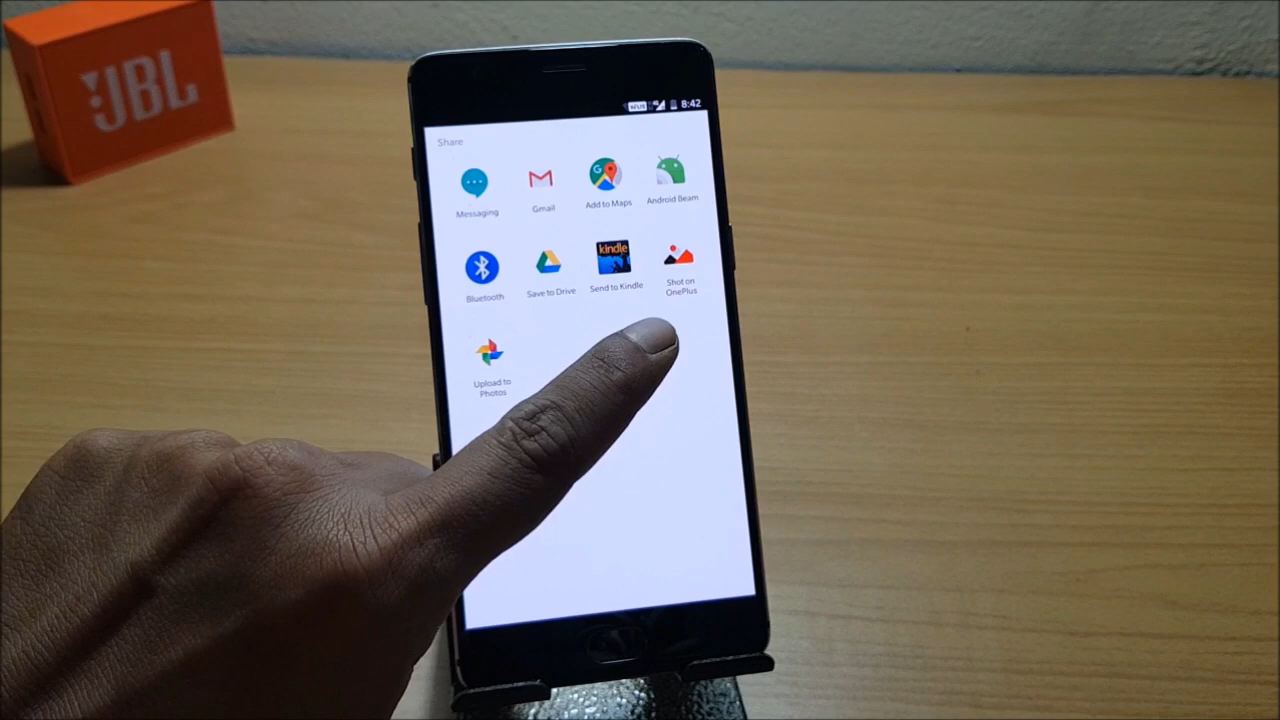 JBL
8:42
Share
Messaging
Gmail
Add to Maps
Android Beam
Bluetooth
Save to Drive
kindle
Send to Kindle
Shot on
OnePlus
Upload to
Photos